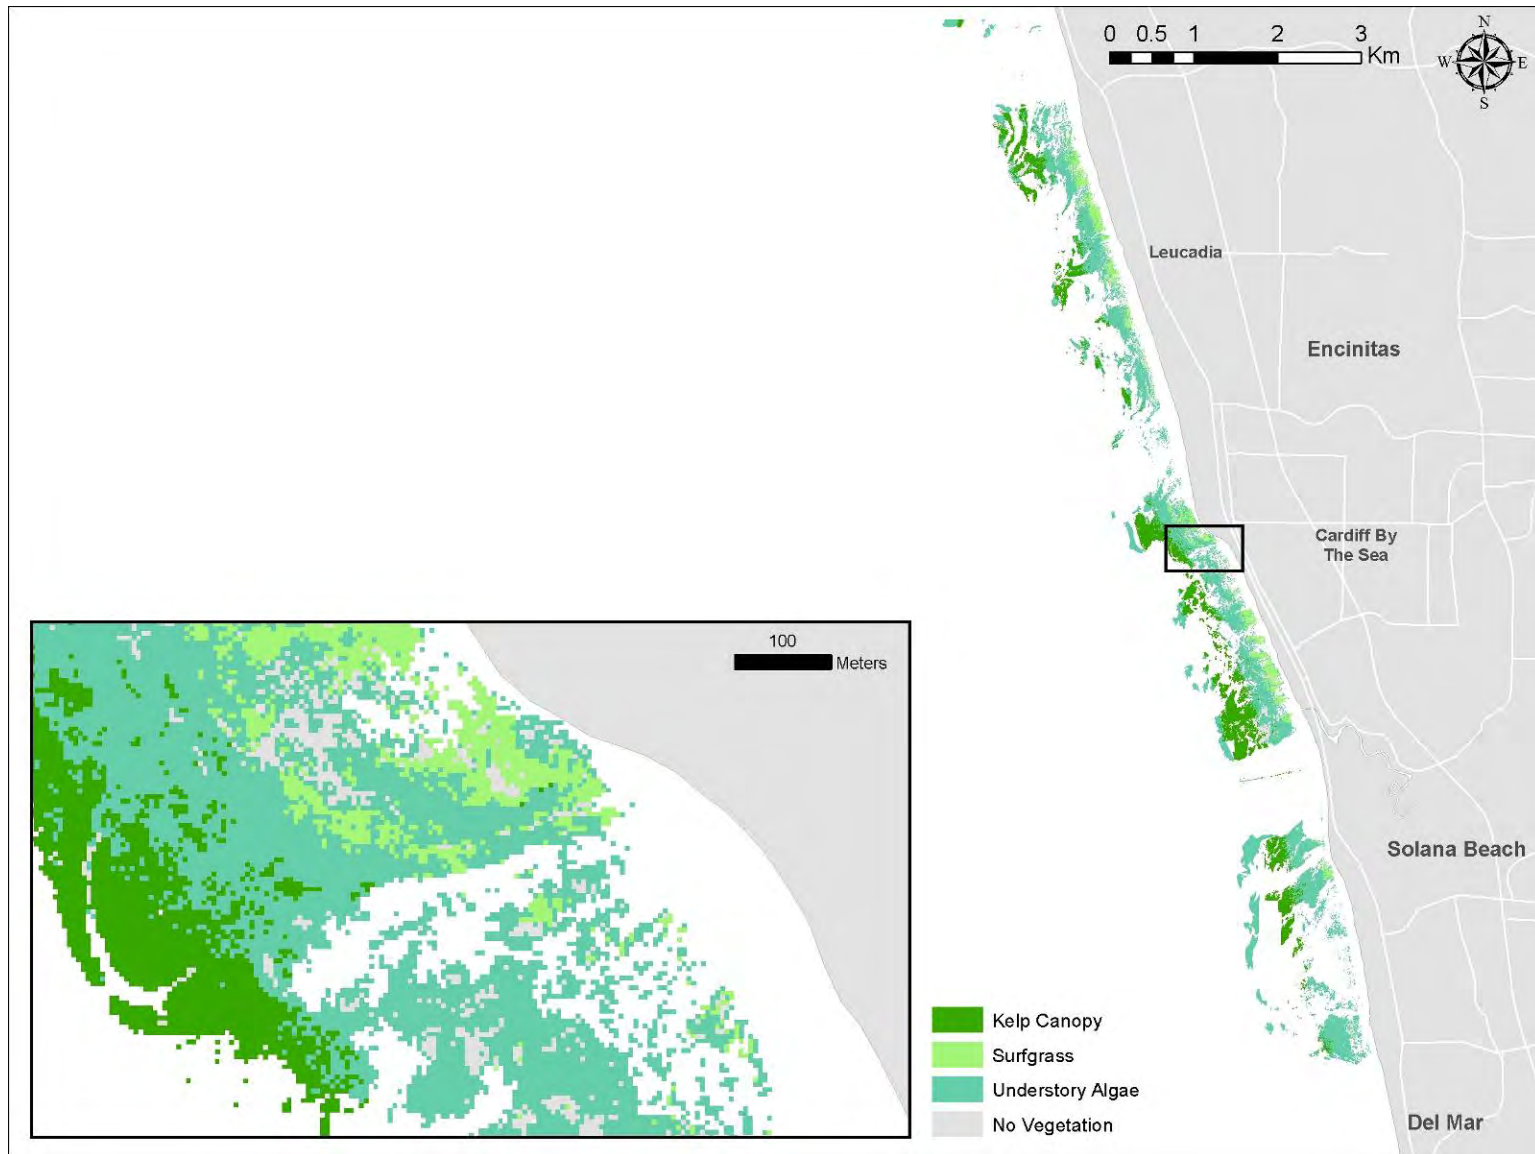 0 0.5 1 2 3
Km
N
W E
S
Leucadia
Encinitas
Cardiff By
The Sea
100
Meters
Solana Beach
Kelp Canopy
Surfgrass
Understory Algae
No Vegetation
Del Mar